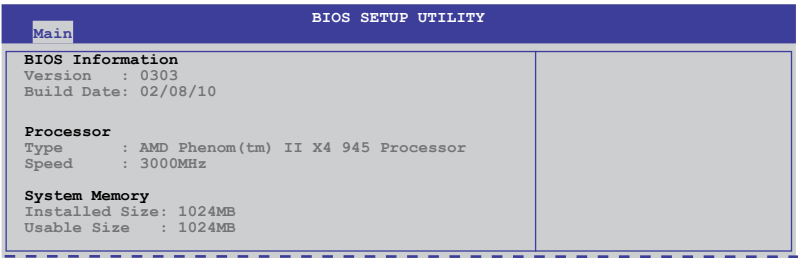 BIOS SETUP UTILITY
Main
BIOS Information
Version : 0303
Build Date: 02/08/10
Processor
Type : AMD Phenom(tm) II X4 945 Processor
Speed : 3000MHz
System Memory
Installed Size: 1024MB
Usable Size : 1024MB